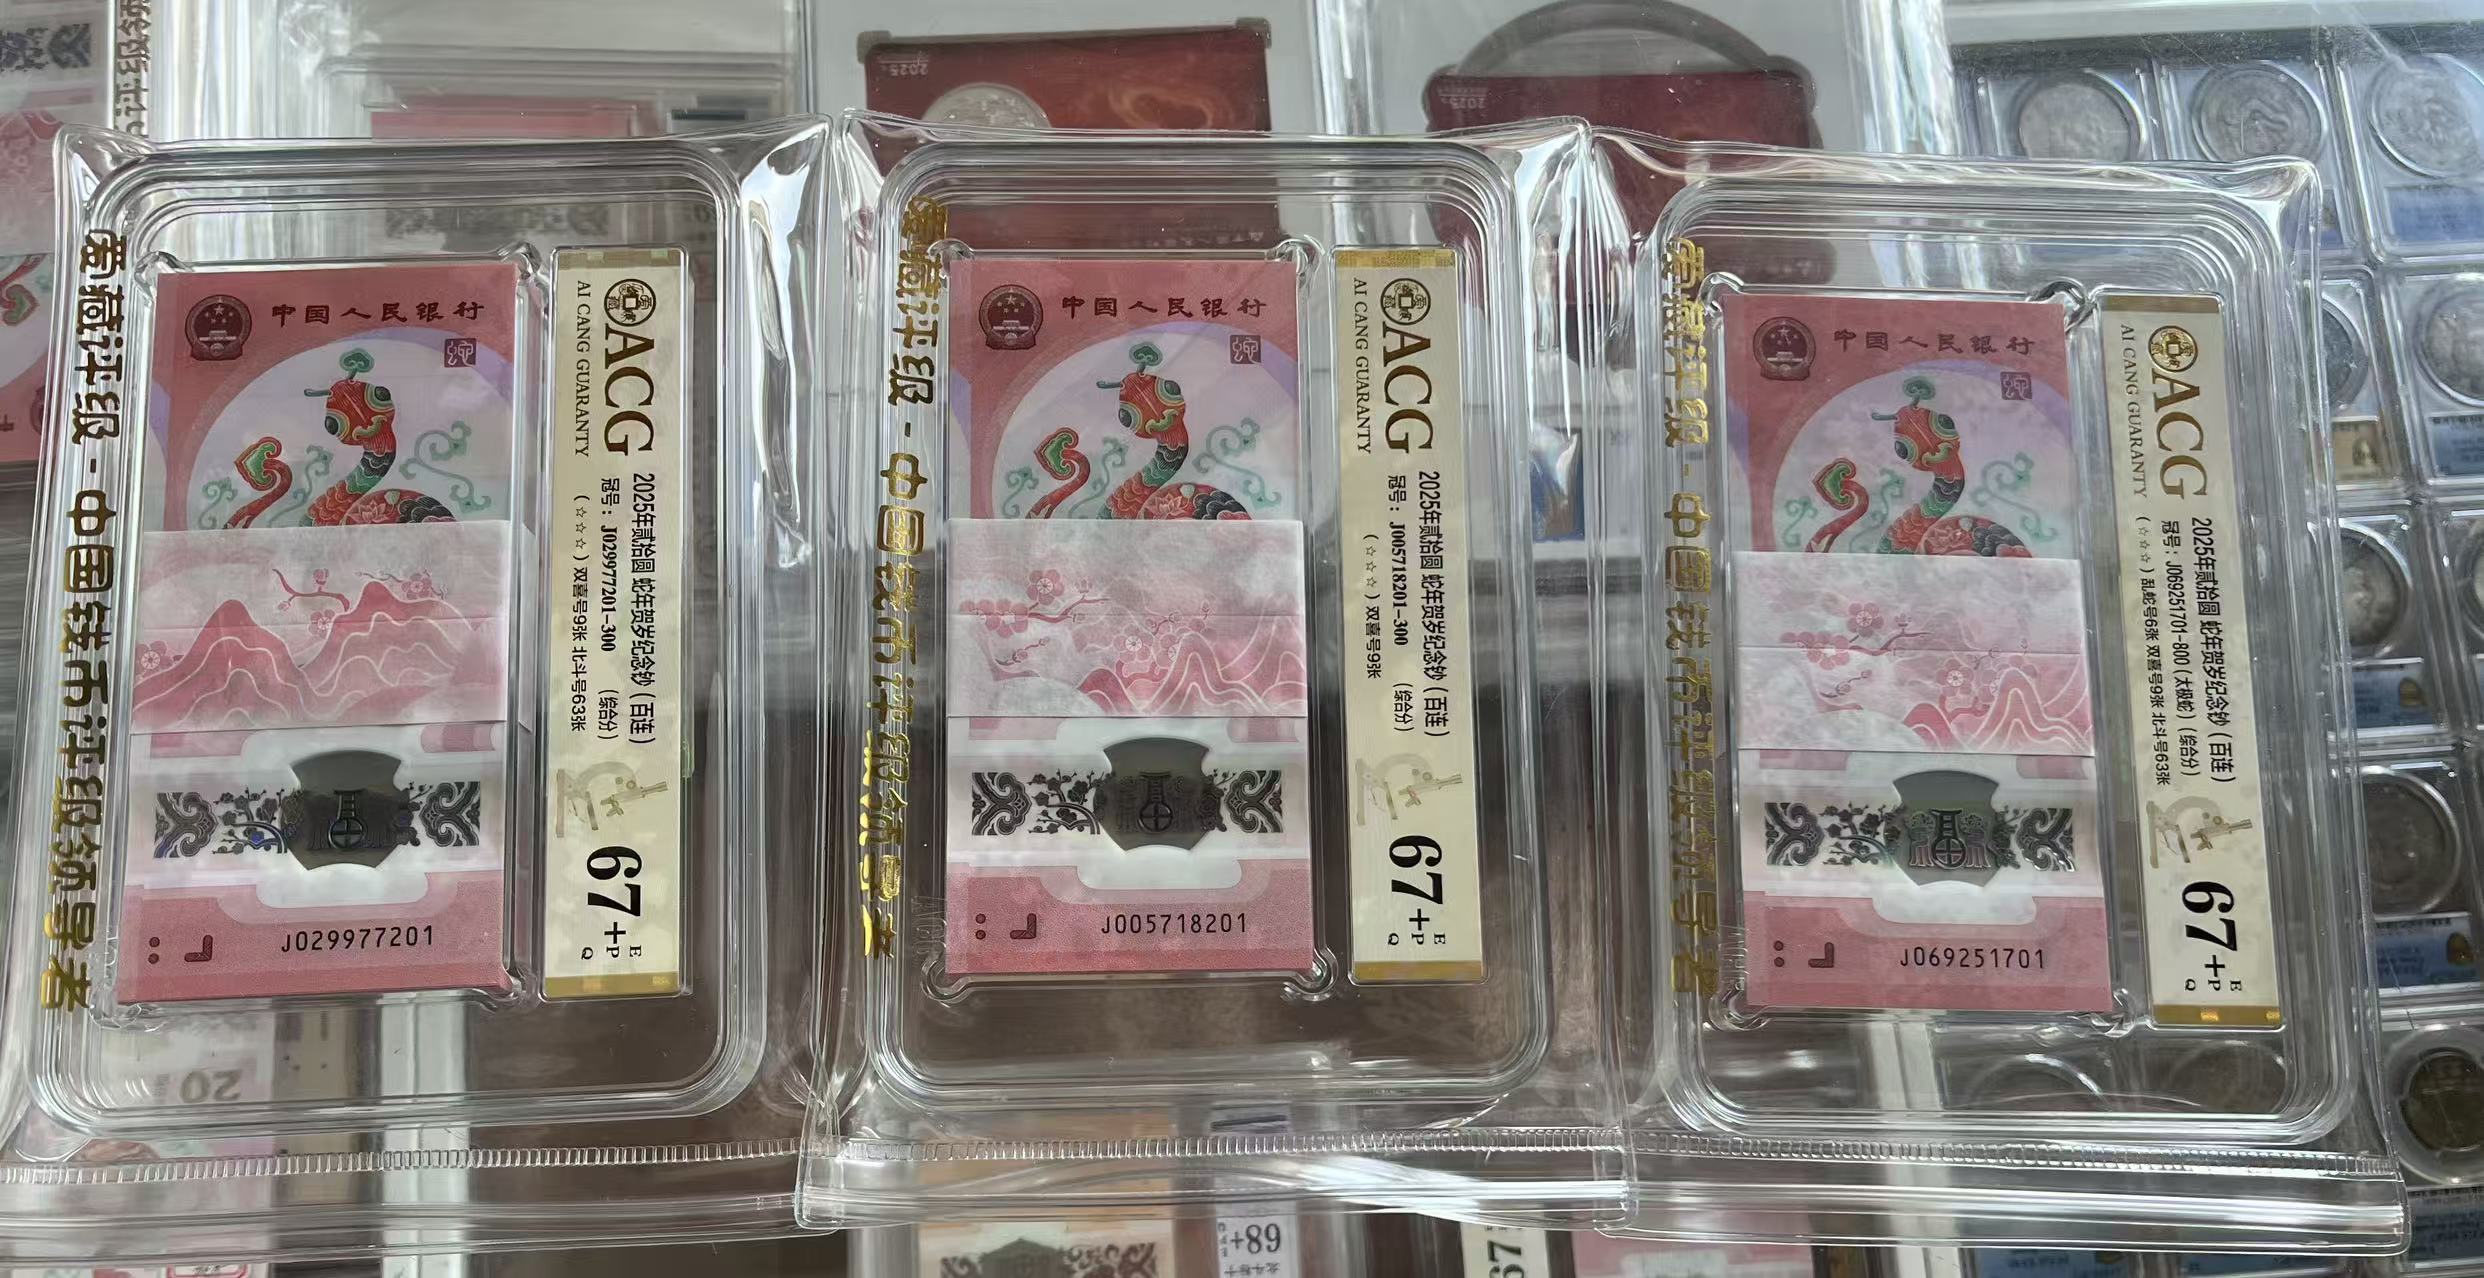 爱藏评级 - 中国钱币评级领导者
中国人民银行
J029977201
ACG
AI CANG GUARANTY
2025年贰拾圆 蛇年贺岁纪念钞（百连）
冠号：J029977201-300 （综合分）
（☆☆☆）双喜号9张 北斗号63张
67+
E
P
Q
爱藏评级 - 中国钱币评级领导者
中国人民银行
J005718201
ACG
AI CANG GUARANTY
2025年贰拾圆 蛇年贺岁纪念钞（百连）
冠号：J005718201-300 （综合分）
（☆☆☆）双喜号9张
67+
E
P
Q
爱藏评级 - 中国钱币评级领导者
中国人民银行
J069251701
ACG
AI CANG GUARANTY
2025年贰拾圆 蛇年贺岁纪念钞（百连）
冠号：J069251701-800（太极蛇）（综合分）
（☆☆☆）乱蛇号6张 双喜号9张 北斗号63张
67+
E
P
Q
2025
20
68+
67